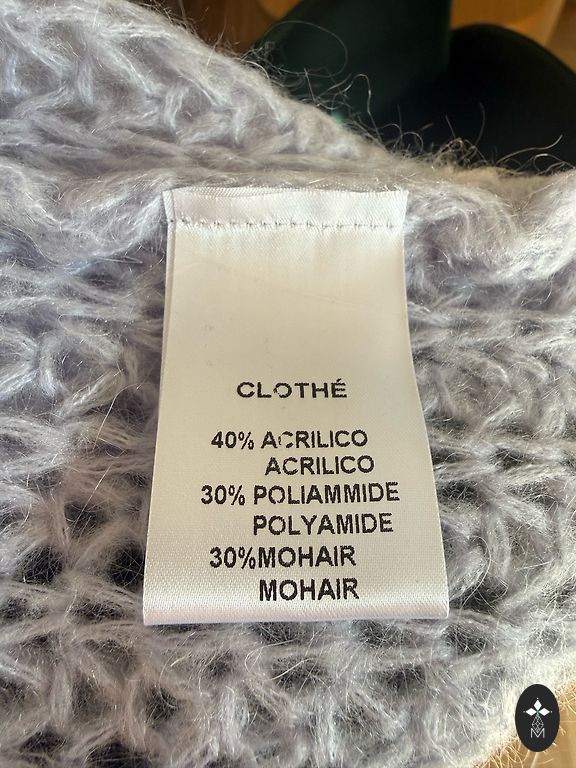 CLOTHÉ
40% ACRILICO
ACRILICO
30% POLIAMMIDE
POLYAMIDE
30%MOHAIR
MOHAIR